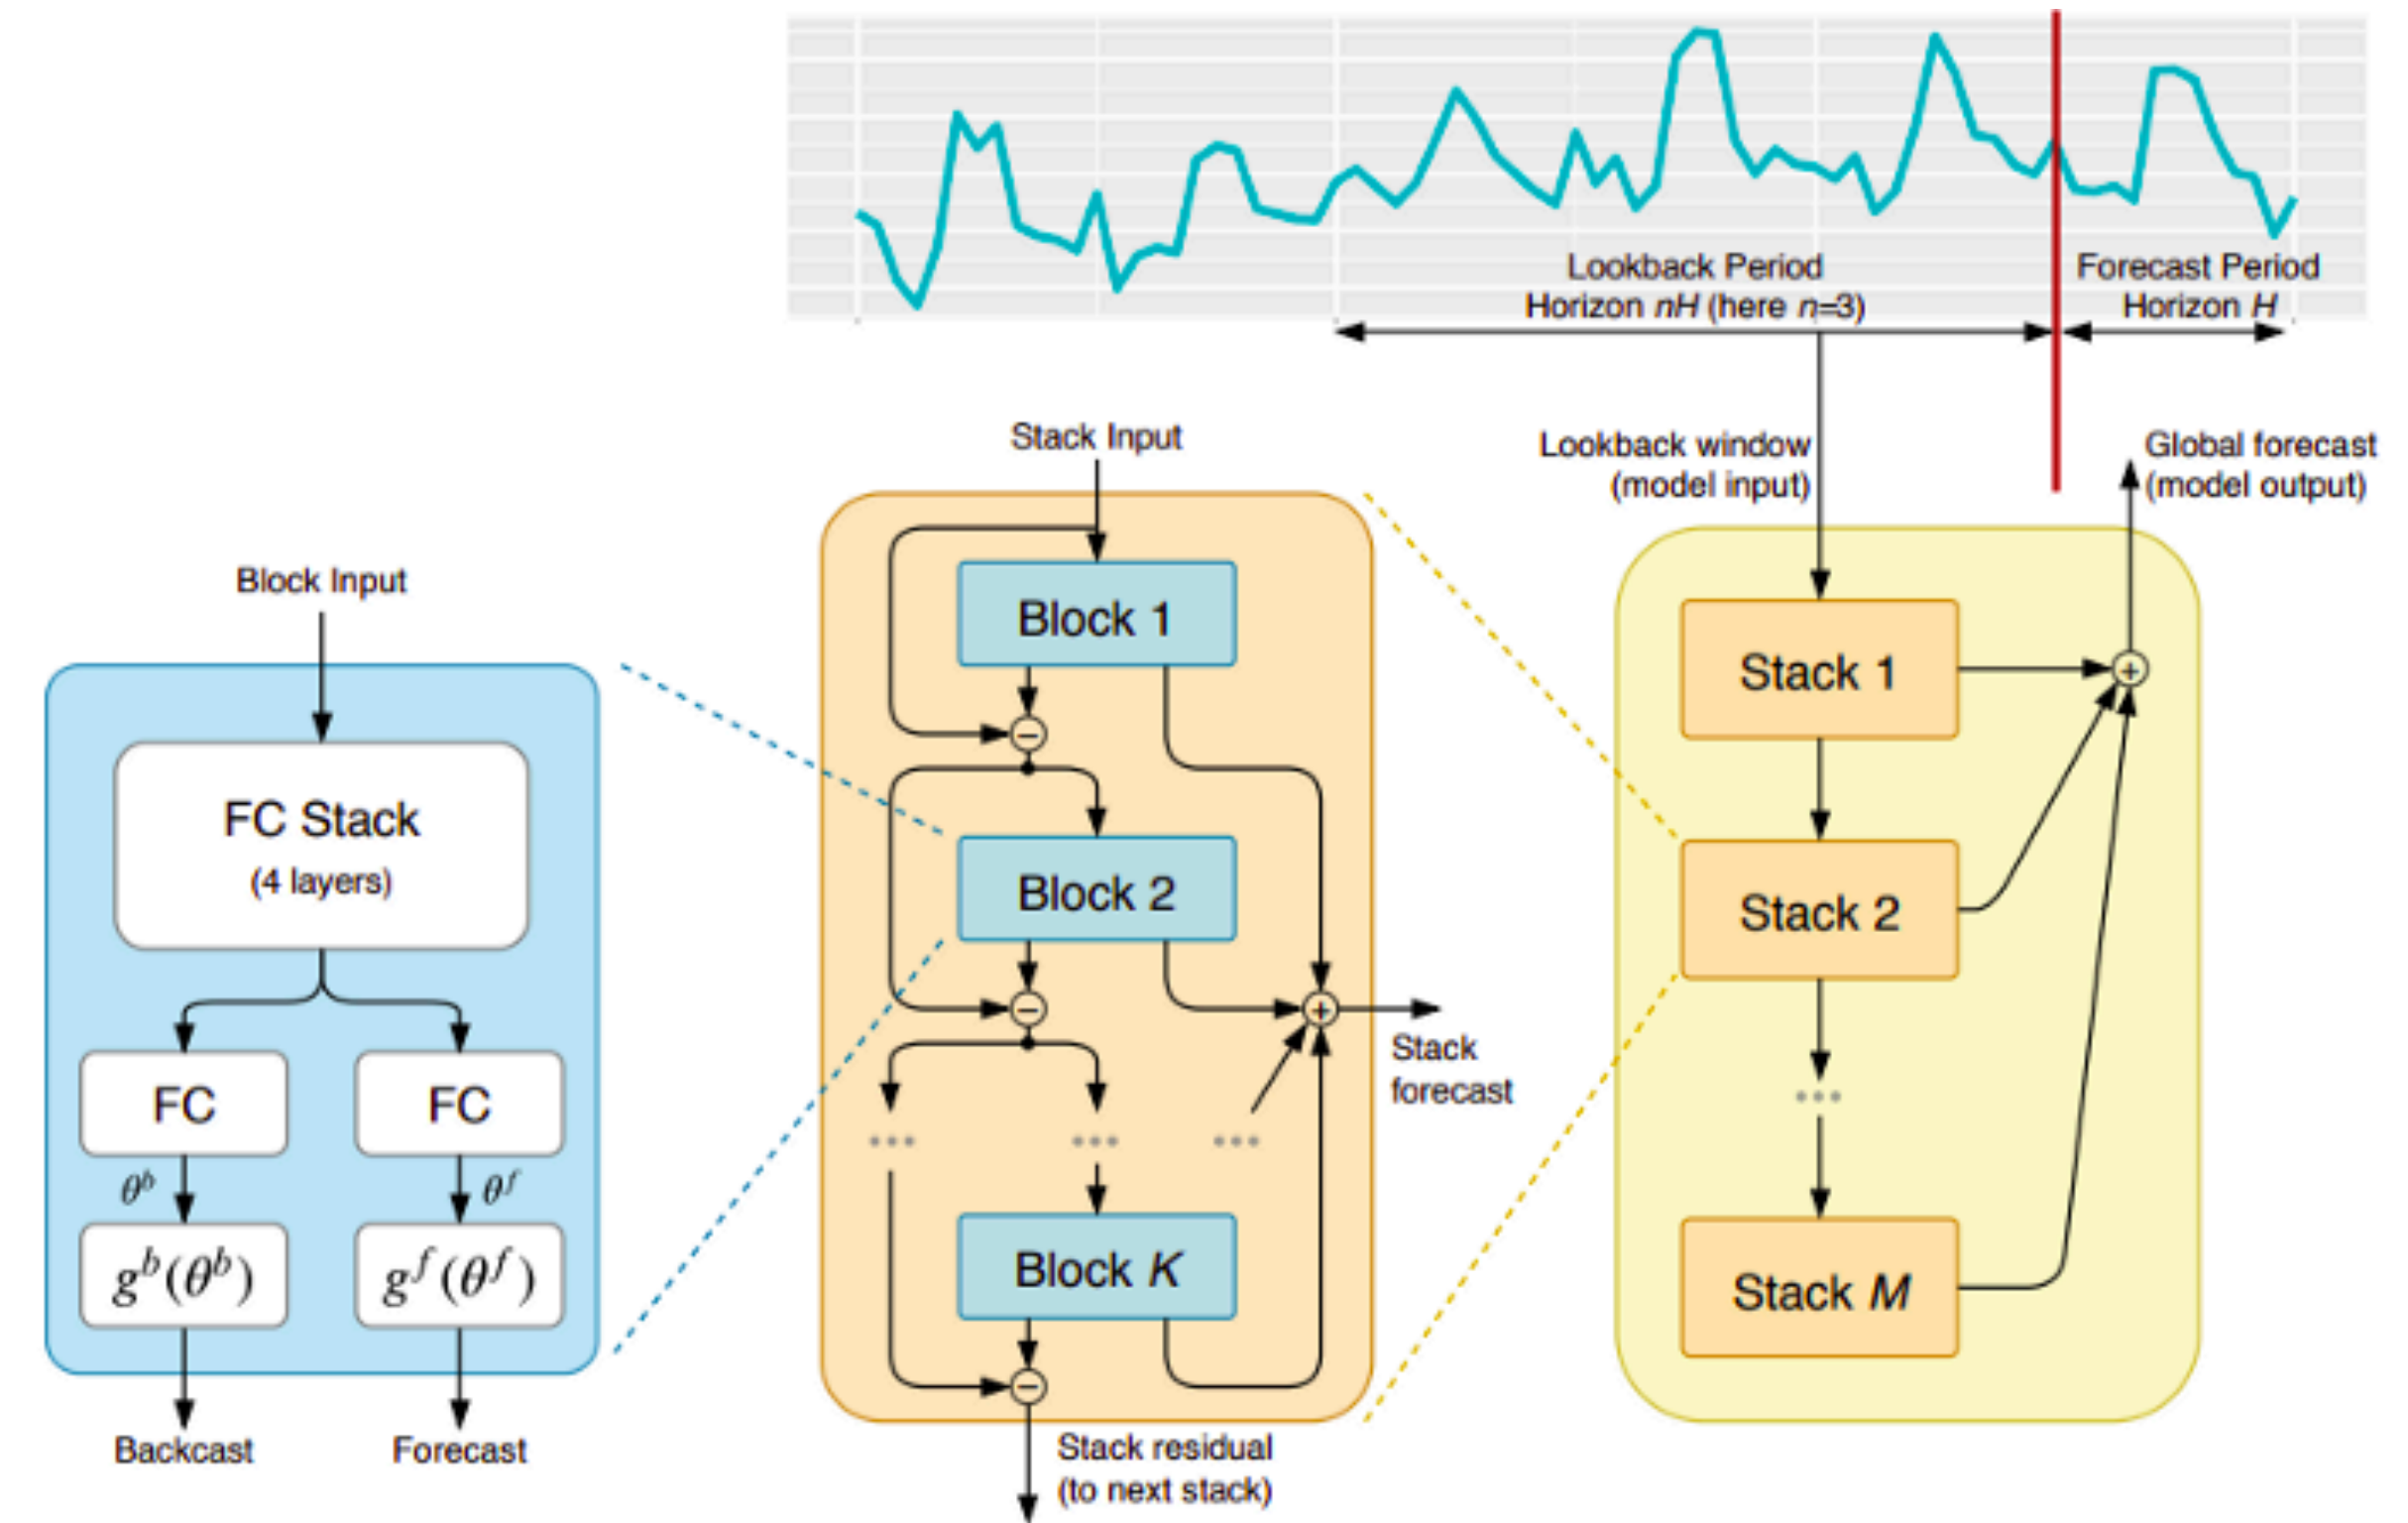 Lookback Period
Horizon nH (here n=3)
Forecast Period
Horizon H
Lookback window
(model input)
Global forecast
(model output)
Block Input
FC Stack
(4 layers)
FC
FC
θᵇ
θᶠ
gᵇ(θᵇ)
gᶠ(θᶠ)
Backcast
Forecast
Stack Input
Block 1
−
Block 2
−
+
Stack
forecast
...
...
...
Block K
−
Stack residual
(to next stack)
Stack 1
+
Stack 2
...
Stack M